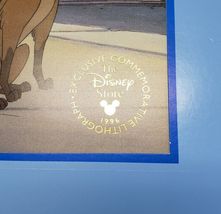 EXCLUSIVE COMMEMORATIVE LITHOGRAPH
The
Disney
Store
1996